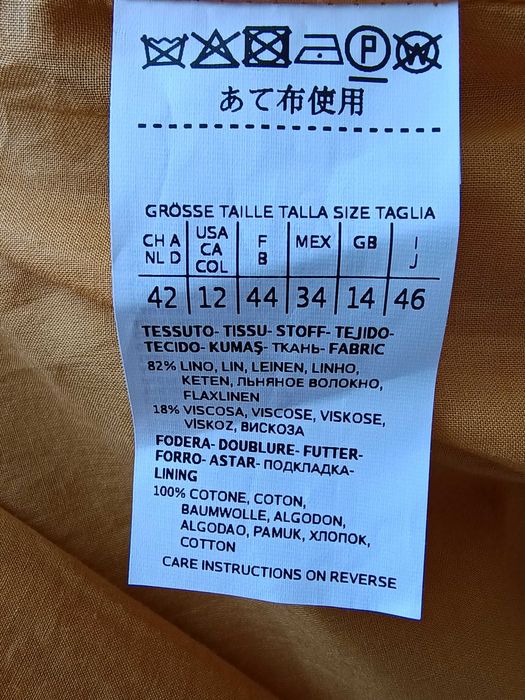 P W
あて布使用
GRÖSSE TAILLE TALLA SIZE TAGLIA
CH A NL D USA CA COL F B MEX GB I J
42 12 44 34 14 46
TESSUTO- TISSU- STOFF- TEJIDO-
TECIDO- KUMAŞ- ТКАНЬ- FABRIC
82% LINO, LIN, LEINEN, LINHO,
KETEN, ЛЬНЯНОЕ ВОЛОКНО,
FLAXLINEN
18% VISCOSA, VISCOSE, VISKOSE,
VİSKOZ, ВИСКОЗА
FODERA- DOUBLURE- FUTTER-
FORRO- ASTAR- ПОДКЛАДКА-
LINING
100% COTONE, COTON,
BAUMWOLLE, ALGODON,
ALGODAO, PAMUK, ХЛОПОК,
COTTON
CARE INSTRUCTIONS ON REVERSE